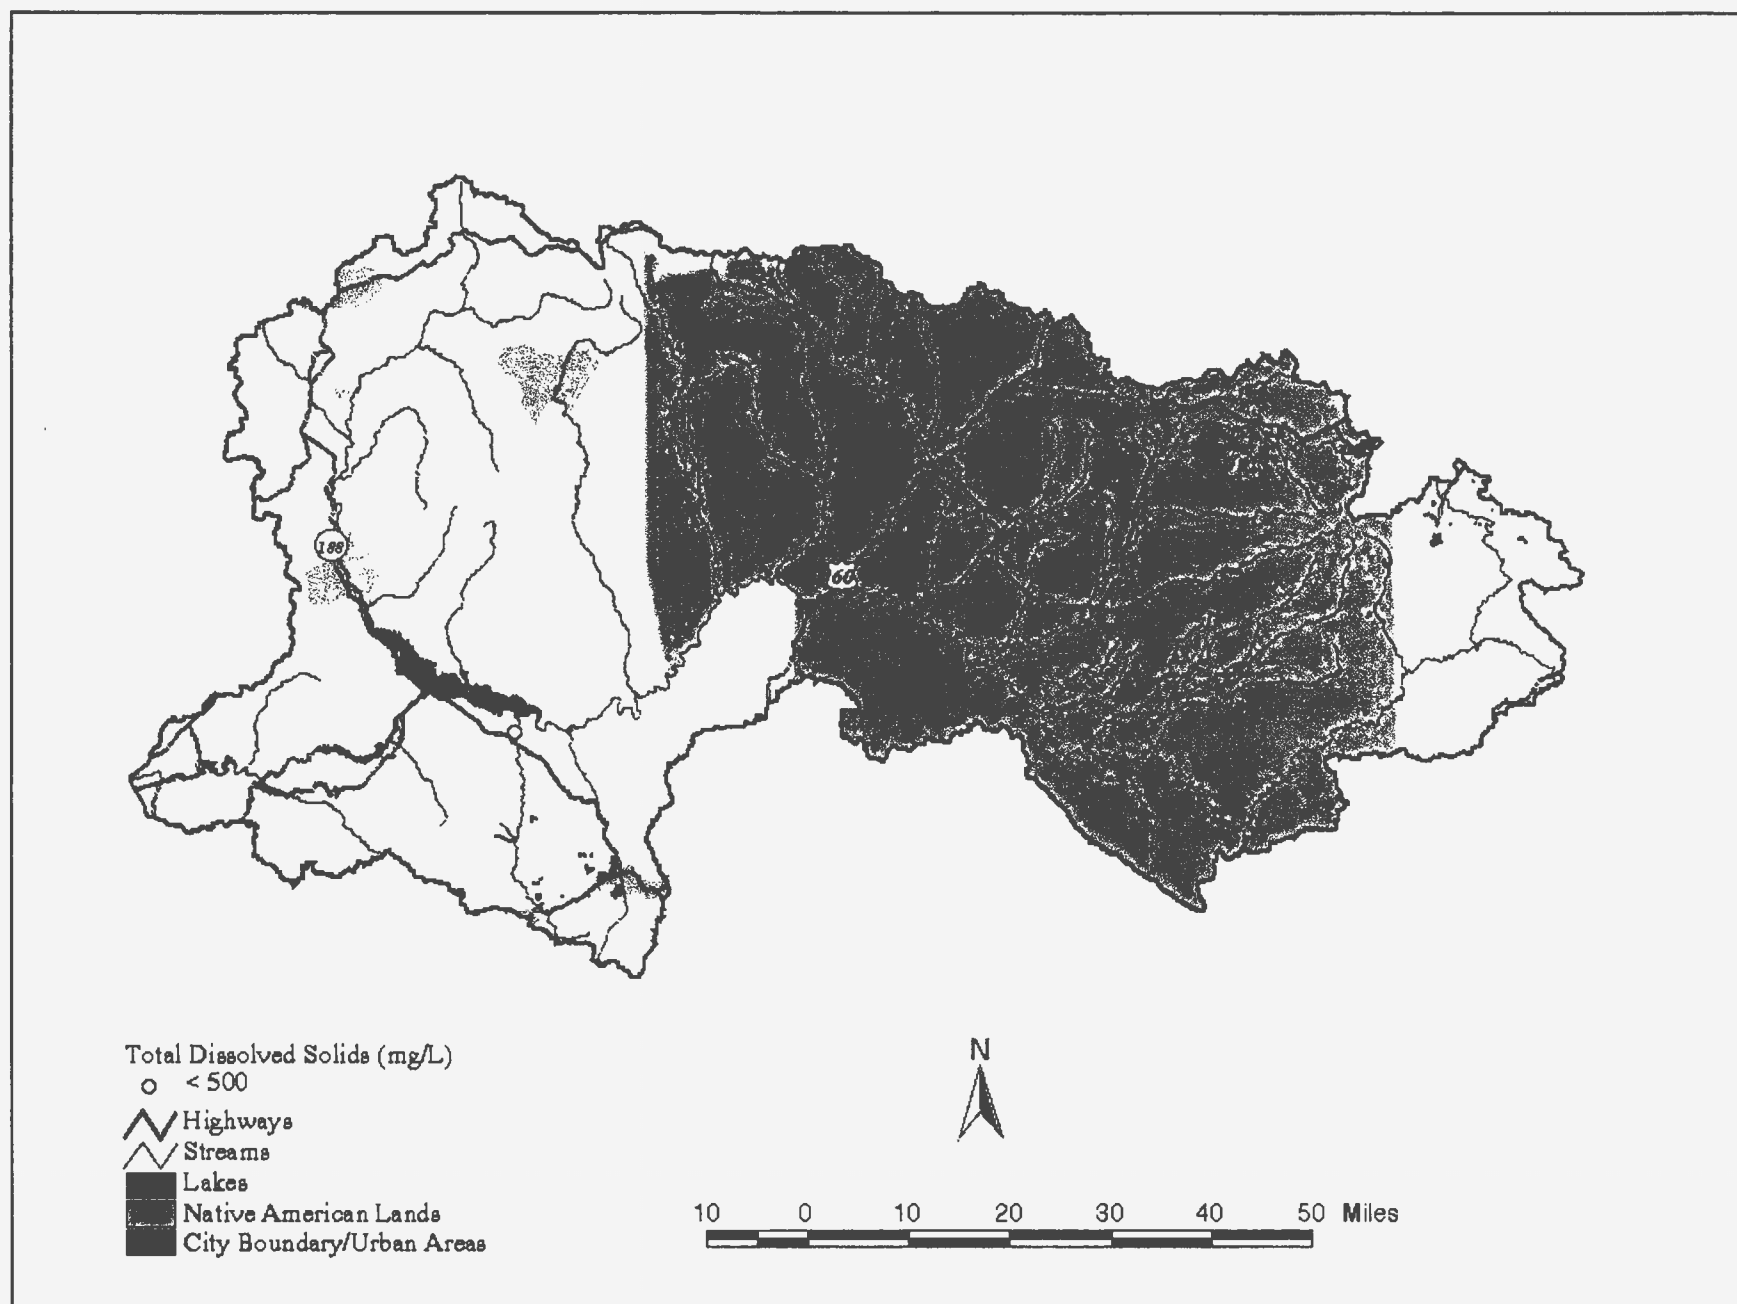 188
60
Total Dissolved Solids (mg/L)
< 500
Highways
Streams
Lakes
Native American Lands
City Boundary/Urban Areas
N
10 0 10 20 30 40 50 Miles